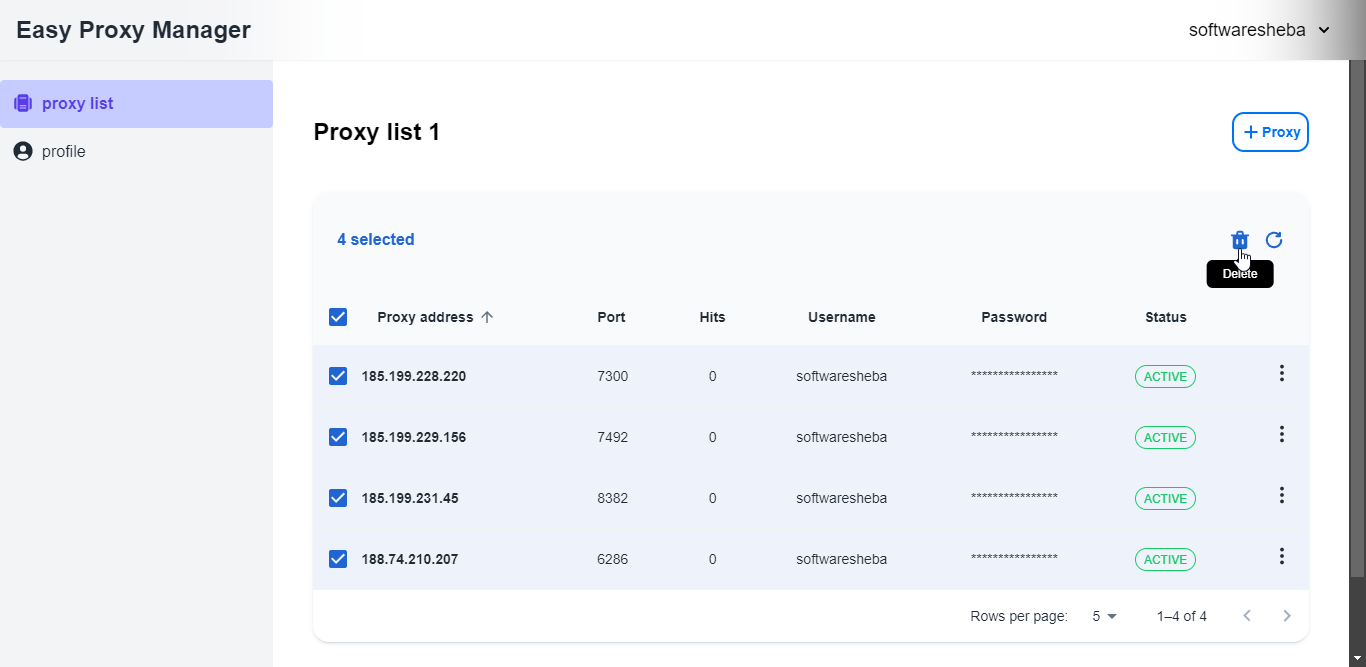 Easy Proxy Manager
softwaresheba
proxy list
profile
Proxy list 1
+ Proxy
4 selected
Delete
Proxy address Port Hits Username Password Status
185.199.228.220 7300 0 softwaresheba **************** ACTIVE
185.199.229.156 7492 0 softwaresheba **************** ACTIVE
185.199.231.45 8382 0 softwaresheba **************** ACTIVE
188.74.210.207 6286 0 softwaresheba **************** ACTIVE
Rows per page: 5 1–4 of 4